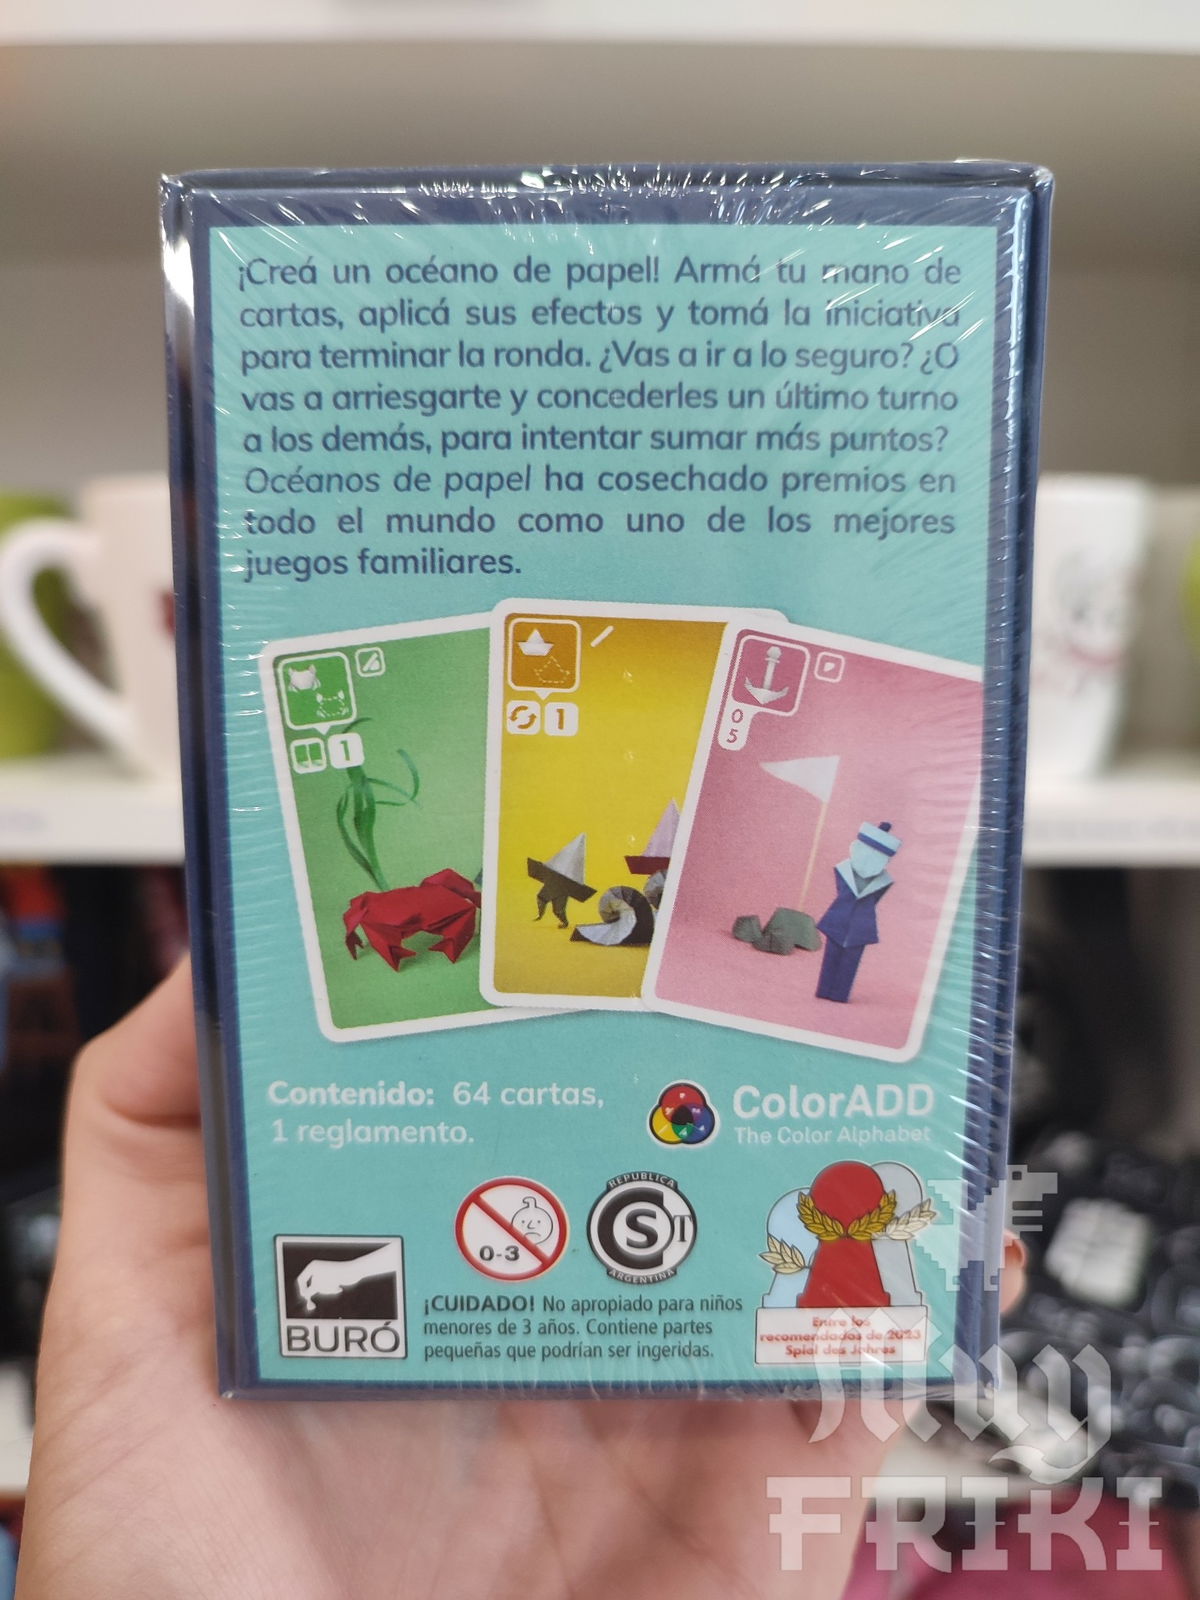 ¡Creá un océano de papel! Armá tu mano de
cartas, aplicá sus efectos y tomá la iniciativa
para terminar la ronda. ¿Vas a ir a lo seguro? ¿O
vas a arriesgarte y concederles un último turno
a los demás, para intentar sumar más puntos?
Océanos de papel ha cosechado premios en
todo el mundo como uno de los mejores
juegos familiares.
1
1
0
5
Contenido: 64 cartas,
1 reglamento.
ColorADD
The Color Alphabet
0-3
REPUBLICA
CST
ARGENTINA
BURÓ
¡CUIDADO! No apropiado para niños
menores de 3 años. Contiene partes
pequeñas que podrían ser ingeridas.
Entre los
recomendados de 2023
Spiel des Jahres
Muy
FRIKI